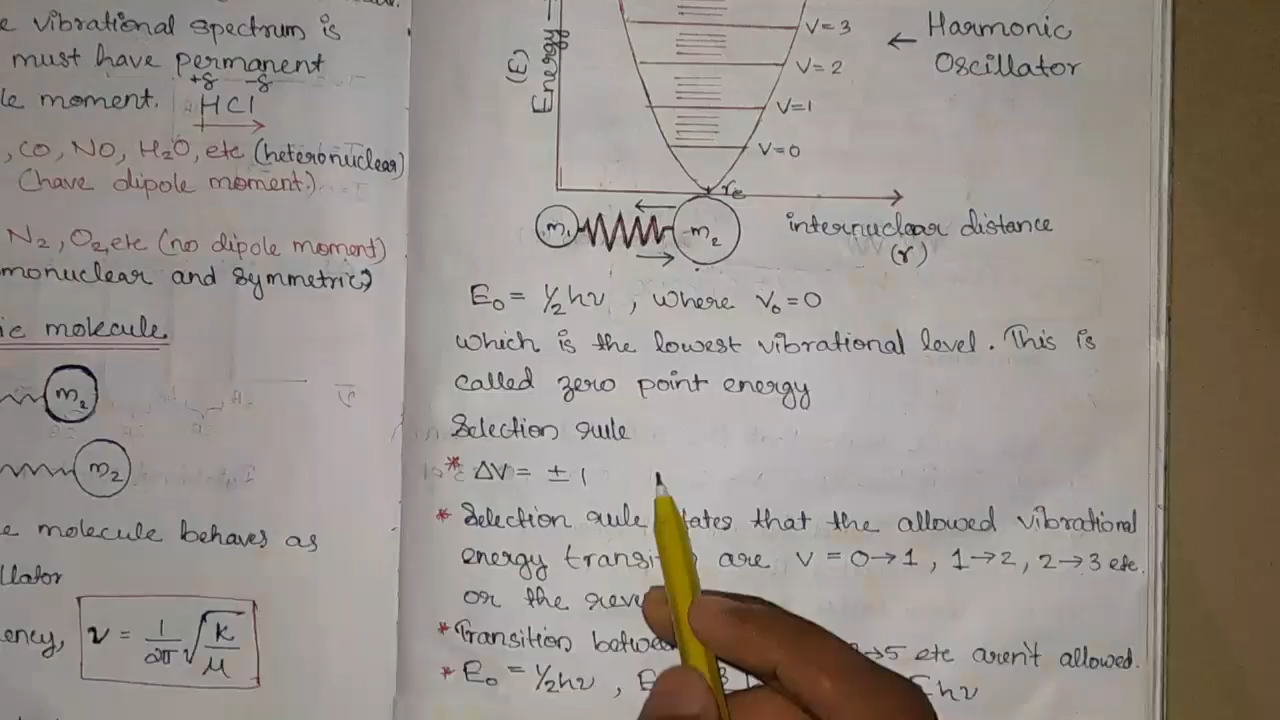 e vibrational spectrum is
must have permanent
+δ -δ
le moment. HCl
, CO, NO, H₂O, etc (heteronuclear)
(have dipole moment.)
N₂, O₂, etc (no dipole moment)
monuclear and symmetric)
ic molecule
m₂
m₂
e molecule behaves as
llator
ency, ν = 1/2π √K/μ
Energy
(E)
V=3
V=2
V=1
V=0
← Harmonic
Oscillator
re
m₁ m₂
internuclear distance
(r)
E₀ = ½hν , where V₀ = 0
which is the lowest vibrational level. This is
called zero point energy
Selection rule
* ΔV = ± 1
* Selection rule states that the allowed vibrational
energy transi are V = 0→1, 1→2, 2→3 etc.
or the reve
* Transition betwee →5 etc aren't allowed.
* E₀ = ½hν , E hν